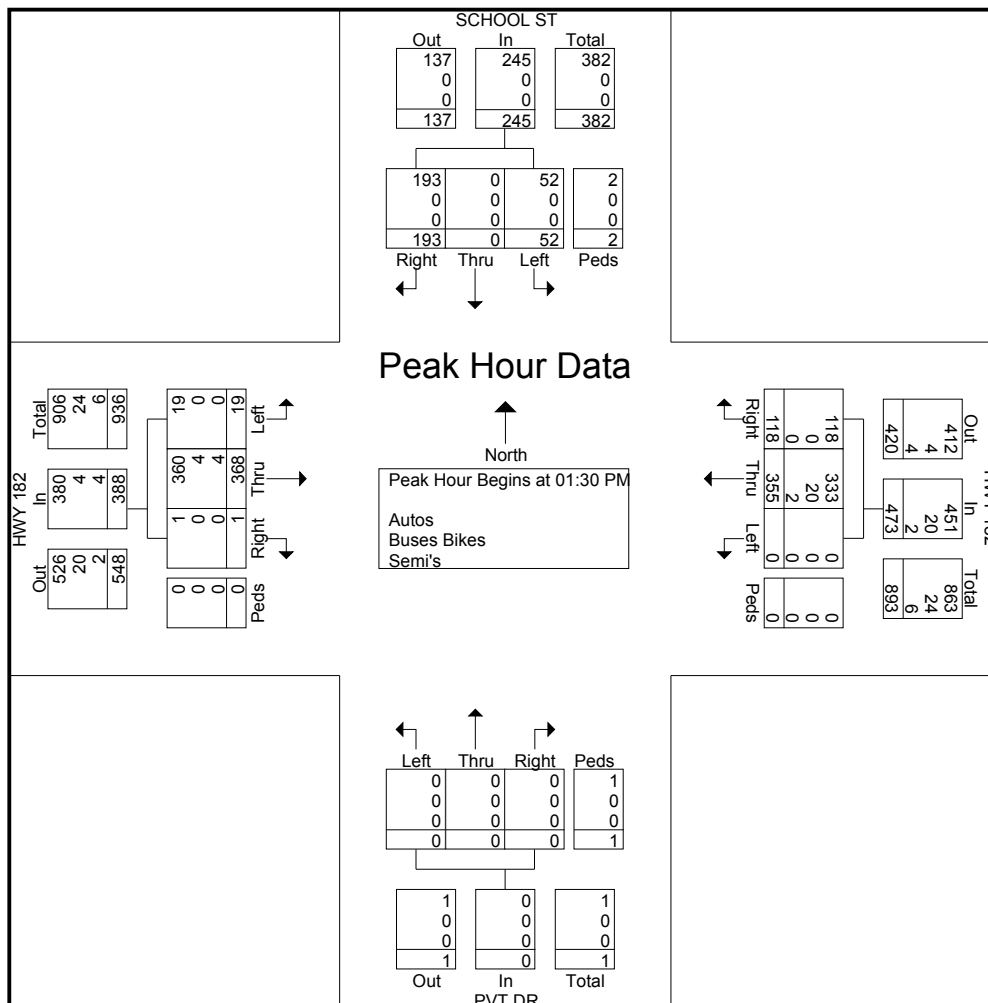 SCHOOL ST
Out In Total
137 245 382
0 0 0
0 0 0
137 245 382
193 0 52 2
0 0 0 0
0 0 0 0
193 0 52 2
Right Thru Left Peds
Peak Hour Data
North
Peak Hour Begins at 01:30 PM
Autos
Buses Bikes
Semi's
HWY 182
Total In Out
906 380 526
24 4 20
6 4 2
936 388 548
19 360 1 0
0 4 0 0
0 4 0 0
19 368 1 0
Left Thru Right Peds
Right Thru Left Peds
118 355 0 0
0 2 0 0
0 20 0 0
118 333 0 0
420 473 893
4 2 6
4 20 24
412 451 863
Out In Total
Left Thru Right Peds
0 0 0 1
0 0 0 0
0 0 0 0
0 0 0 1
1 0 1
0 0 0
0 0 0
1 0 1
Out In Total
PVT DR